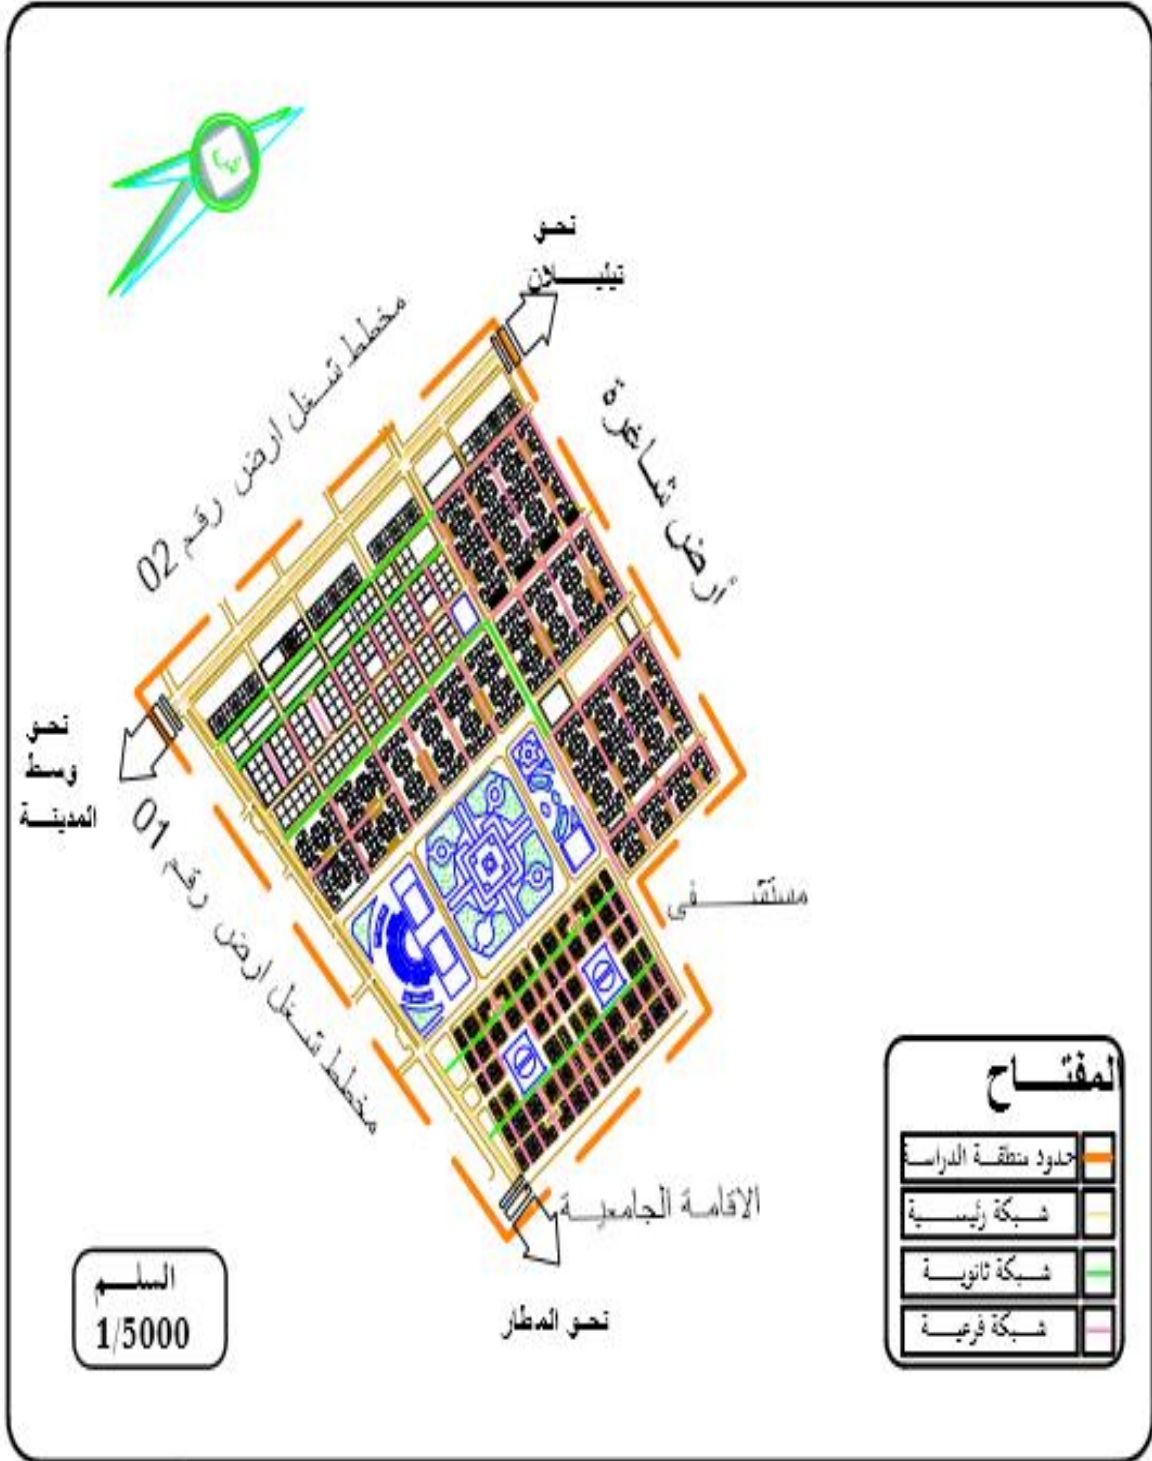 نحو
تيليلان
مخطط شغل ارض رقم 02
أرض شاغرة
نحو
وسط
المدينة
مخطط شغل ارض رقم 01
مستشفى
الاقامة الجامعية
نحو المطار
المفتاح
حدود منطقة الدراسة
شبكة رئيسية
شبكة ثانوية
شبكة فرعية
السلم
1/5000